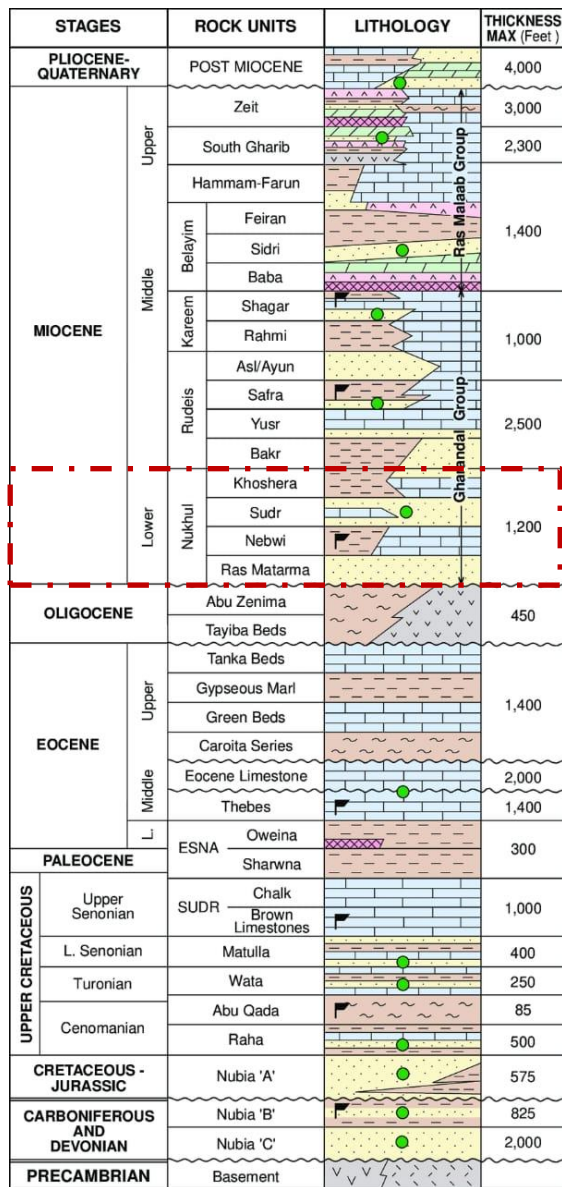 STAGES ROCK UNITS LITHOLOGY THICKNESS
MAX (Feet)
PLIOCENE-
QUATERNARY
POST MIOCENE
4,000
MIOCENE
Upper
Zeit
3,000
South Gharib
2,300
Middle
Hammam-Farun
Belayim
Feiran
Sidri
Baba
1,400
Ras Malaab Group
Kareem
Shagar
Rahmi
1,000
Rudeis
Asl/Ayun
Safra
Yusr
Bakr
2,500
Gharandal Group
Lower
Nukhul
Khoshera
Sudr
Nebwi
Ras Matarma
1,200
OLIGOCENE
Abu Zenima
Tayiba Beds
450
EOCENE
Upper
Tanka Beds
Gypseous Marl
Green Beds
Caroita Series
1,400
Middle
Eocene Limestone
2,000
Thebes
1,400
L.
PALEOCENE
ESNA
Oweina
Sharwna
300
UPPER CRETACEOUS
Upper
Senonian
SUDR
Chalk
Brown
Limestones
1,000
L. Senonian
Matulla
400
Turonian
Wata
250
Cenomanian
Abu Qada
85
Raha
500
CRETACEOUS -
JURASSIC
Nubia 'A'
575
CARBONIFEROUS
AND
DEVONIAN
Nubia 'B'
825
Nubia 'C'
2,000
PRECAMBRIAN
Basement